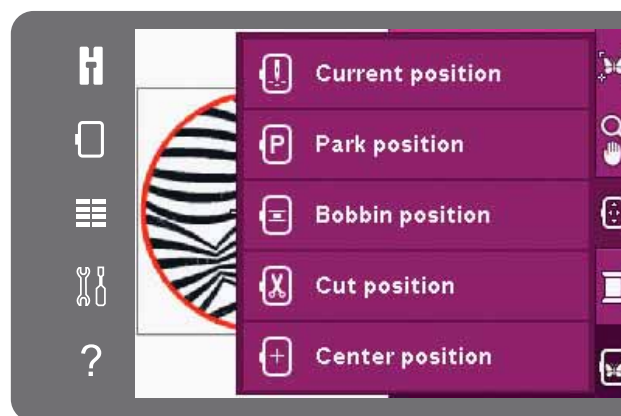 Current position
P Park position
Bobbin position
Cut position
Center position
?